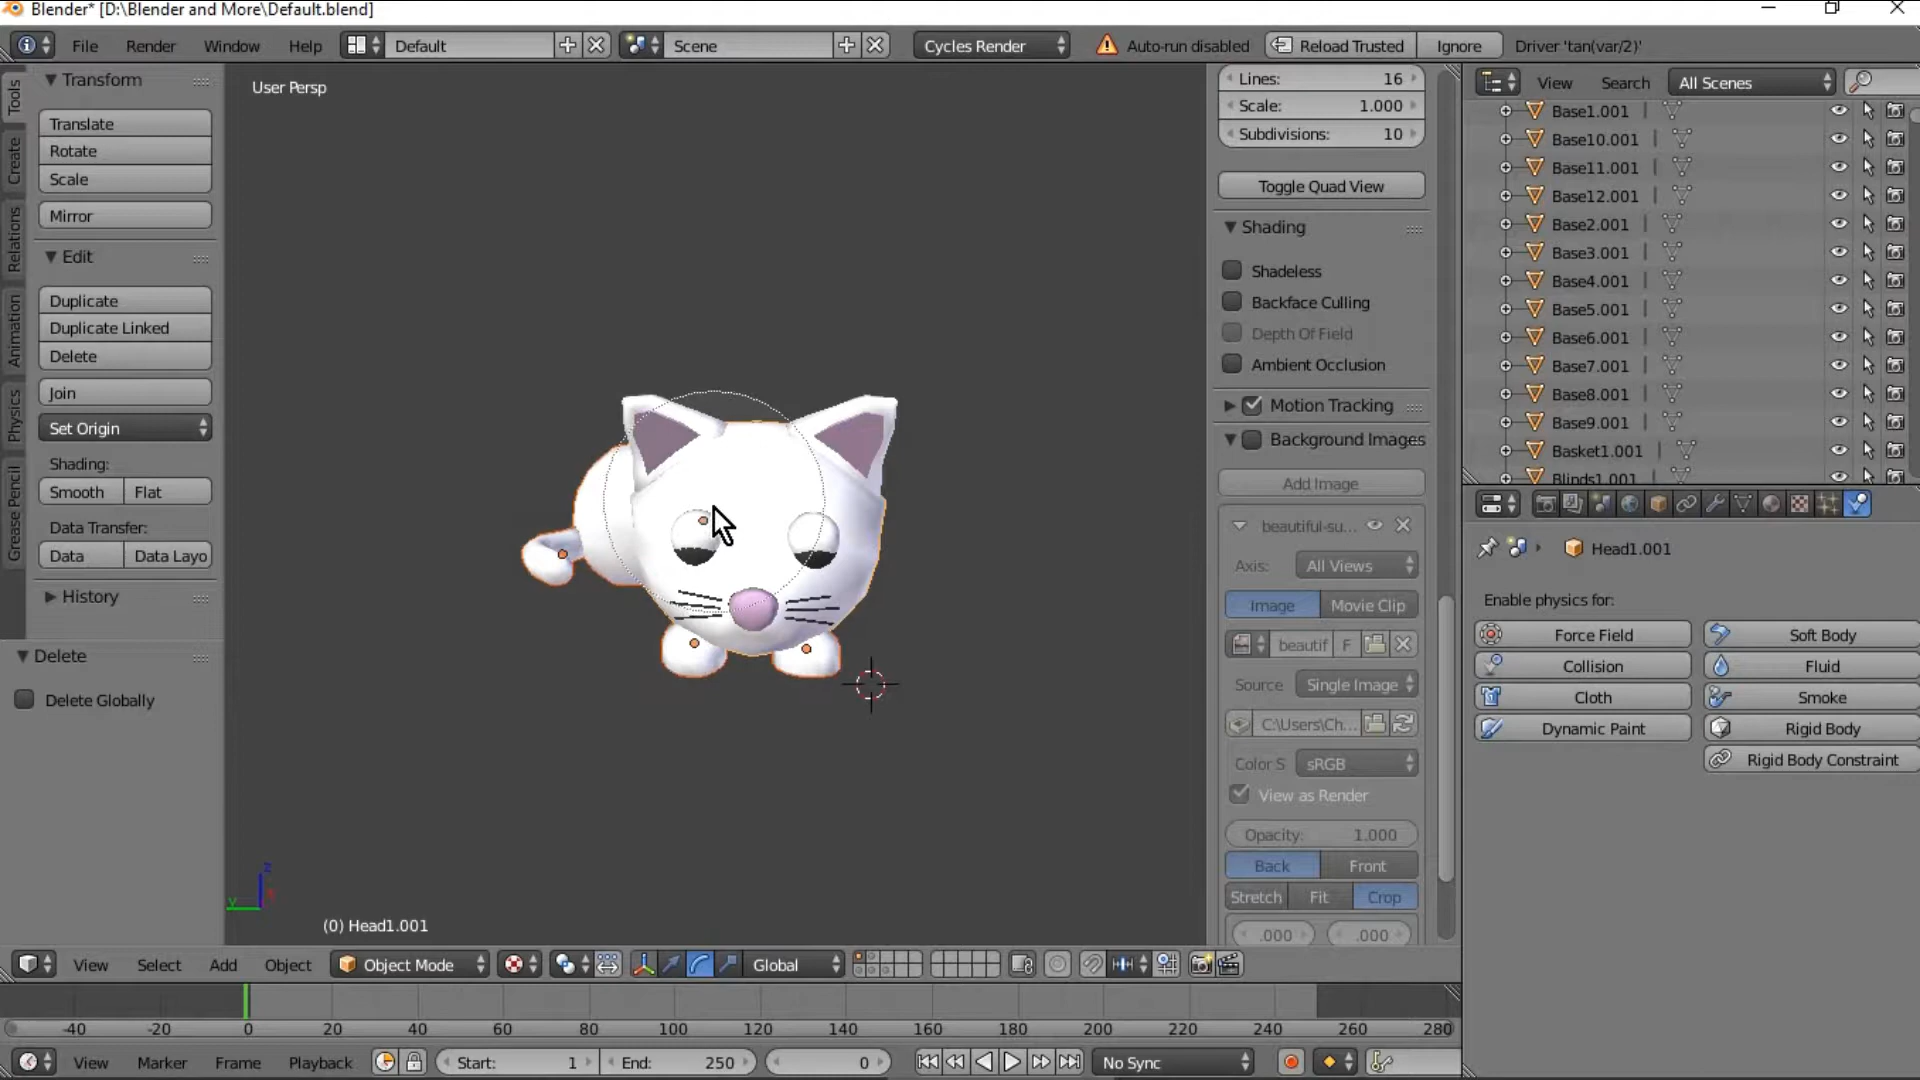 Blender* [D:\Blender and More\Default.blend]
File Render Window Help Default Scene Cycles Render Auto-run disabled Reload Trusted Ignore Driver 'tan(var/2)'
Tools
Create
Relations
Animation
Physics
Grease Pencil
Transform
Translate
Rotate
Scale
Mirror
Edit
Duplicate
Duplicate Linked
Delete
Join
Set Origin
Shading:
Smooth Flat
Data Transfer:
Data Data Layo
History
Delete
Delete Globally
User Persp
z
y
(0) Head1.001
Lines: 16
Scale: 1.000
Subdivisions: 10
Toggle Quad View
Shading
Shadeless
Backface Culling
Depth Of Field
Ambient Occlusion
Motion Tracking
Background Images
Add Image
beautiful-su...
Axis: All Views
Image Movie Clip
beautif F
Source Single Image
C:\Users\Ch...
Color S sRGB
View as Render
Opacity: 1.000
Back Front
Stretch Fit Crop
.000 .000
View Search All Scenes
Base1.001
Base10.001
Base11.001
Base12.001
Base2.001
Base3.001
Base4.001
Base5.001
Base6.001
Base7.001
Base8.001
Base9.001
Basket1.001
Blinds1.001
Head1.001
Enable physics for:
Force Field Soft Body
Collision Fluid
Cloth Smoke
Dynamic Paint Rigid Body
Rigid Body Constraint
View Select Add Object Object Mode Global
-40 -20 0 20 40 60 80 100 120 140 160 180 200 220 240 260 280
View Marker Frame Playback Start: 1 End: 250 0 No Sync